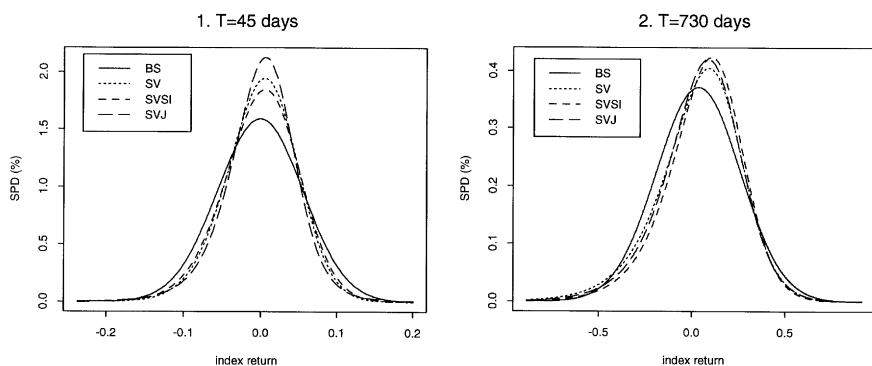 1. T=45 days
SPD (%)
2.0
1.5
1.0
0.5
0.0
BS
SV
SVSI
SVJ
-0.2
-0.1
0.0
0.1
0.2
index return
2. T=730 days
SPD (%)
0.4
0.3
0.2
0.1
0.0
BS
SV
SVSI
SVJ
-0.5
0.0
0.5
index return